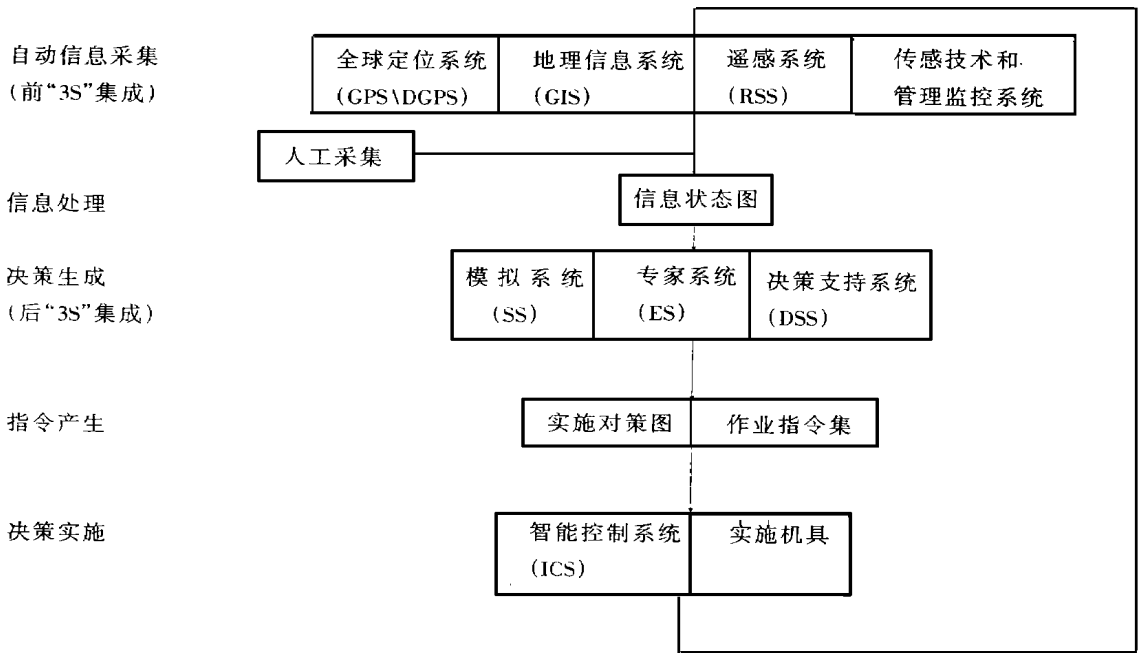 自动信息采集
(前“3S”集成)
全球定位系统
(GPS\DGPS)
地理信息系统
(GIS)
遥感系统
(RSS)
传感技术和
管理监控系统
人工采集
信息处理
信息状态图
决策生成
(后“3S”集成)
模拟系统
(SS)
专家系统
(ES)
决策支持系统
(DSS)
指令产生
实施对策图
作业指令集
决策实施
智能控制系统
(ICS)
实施机具